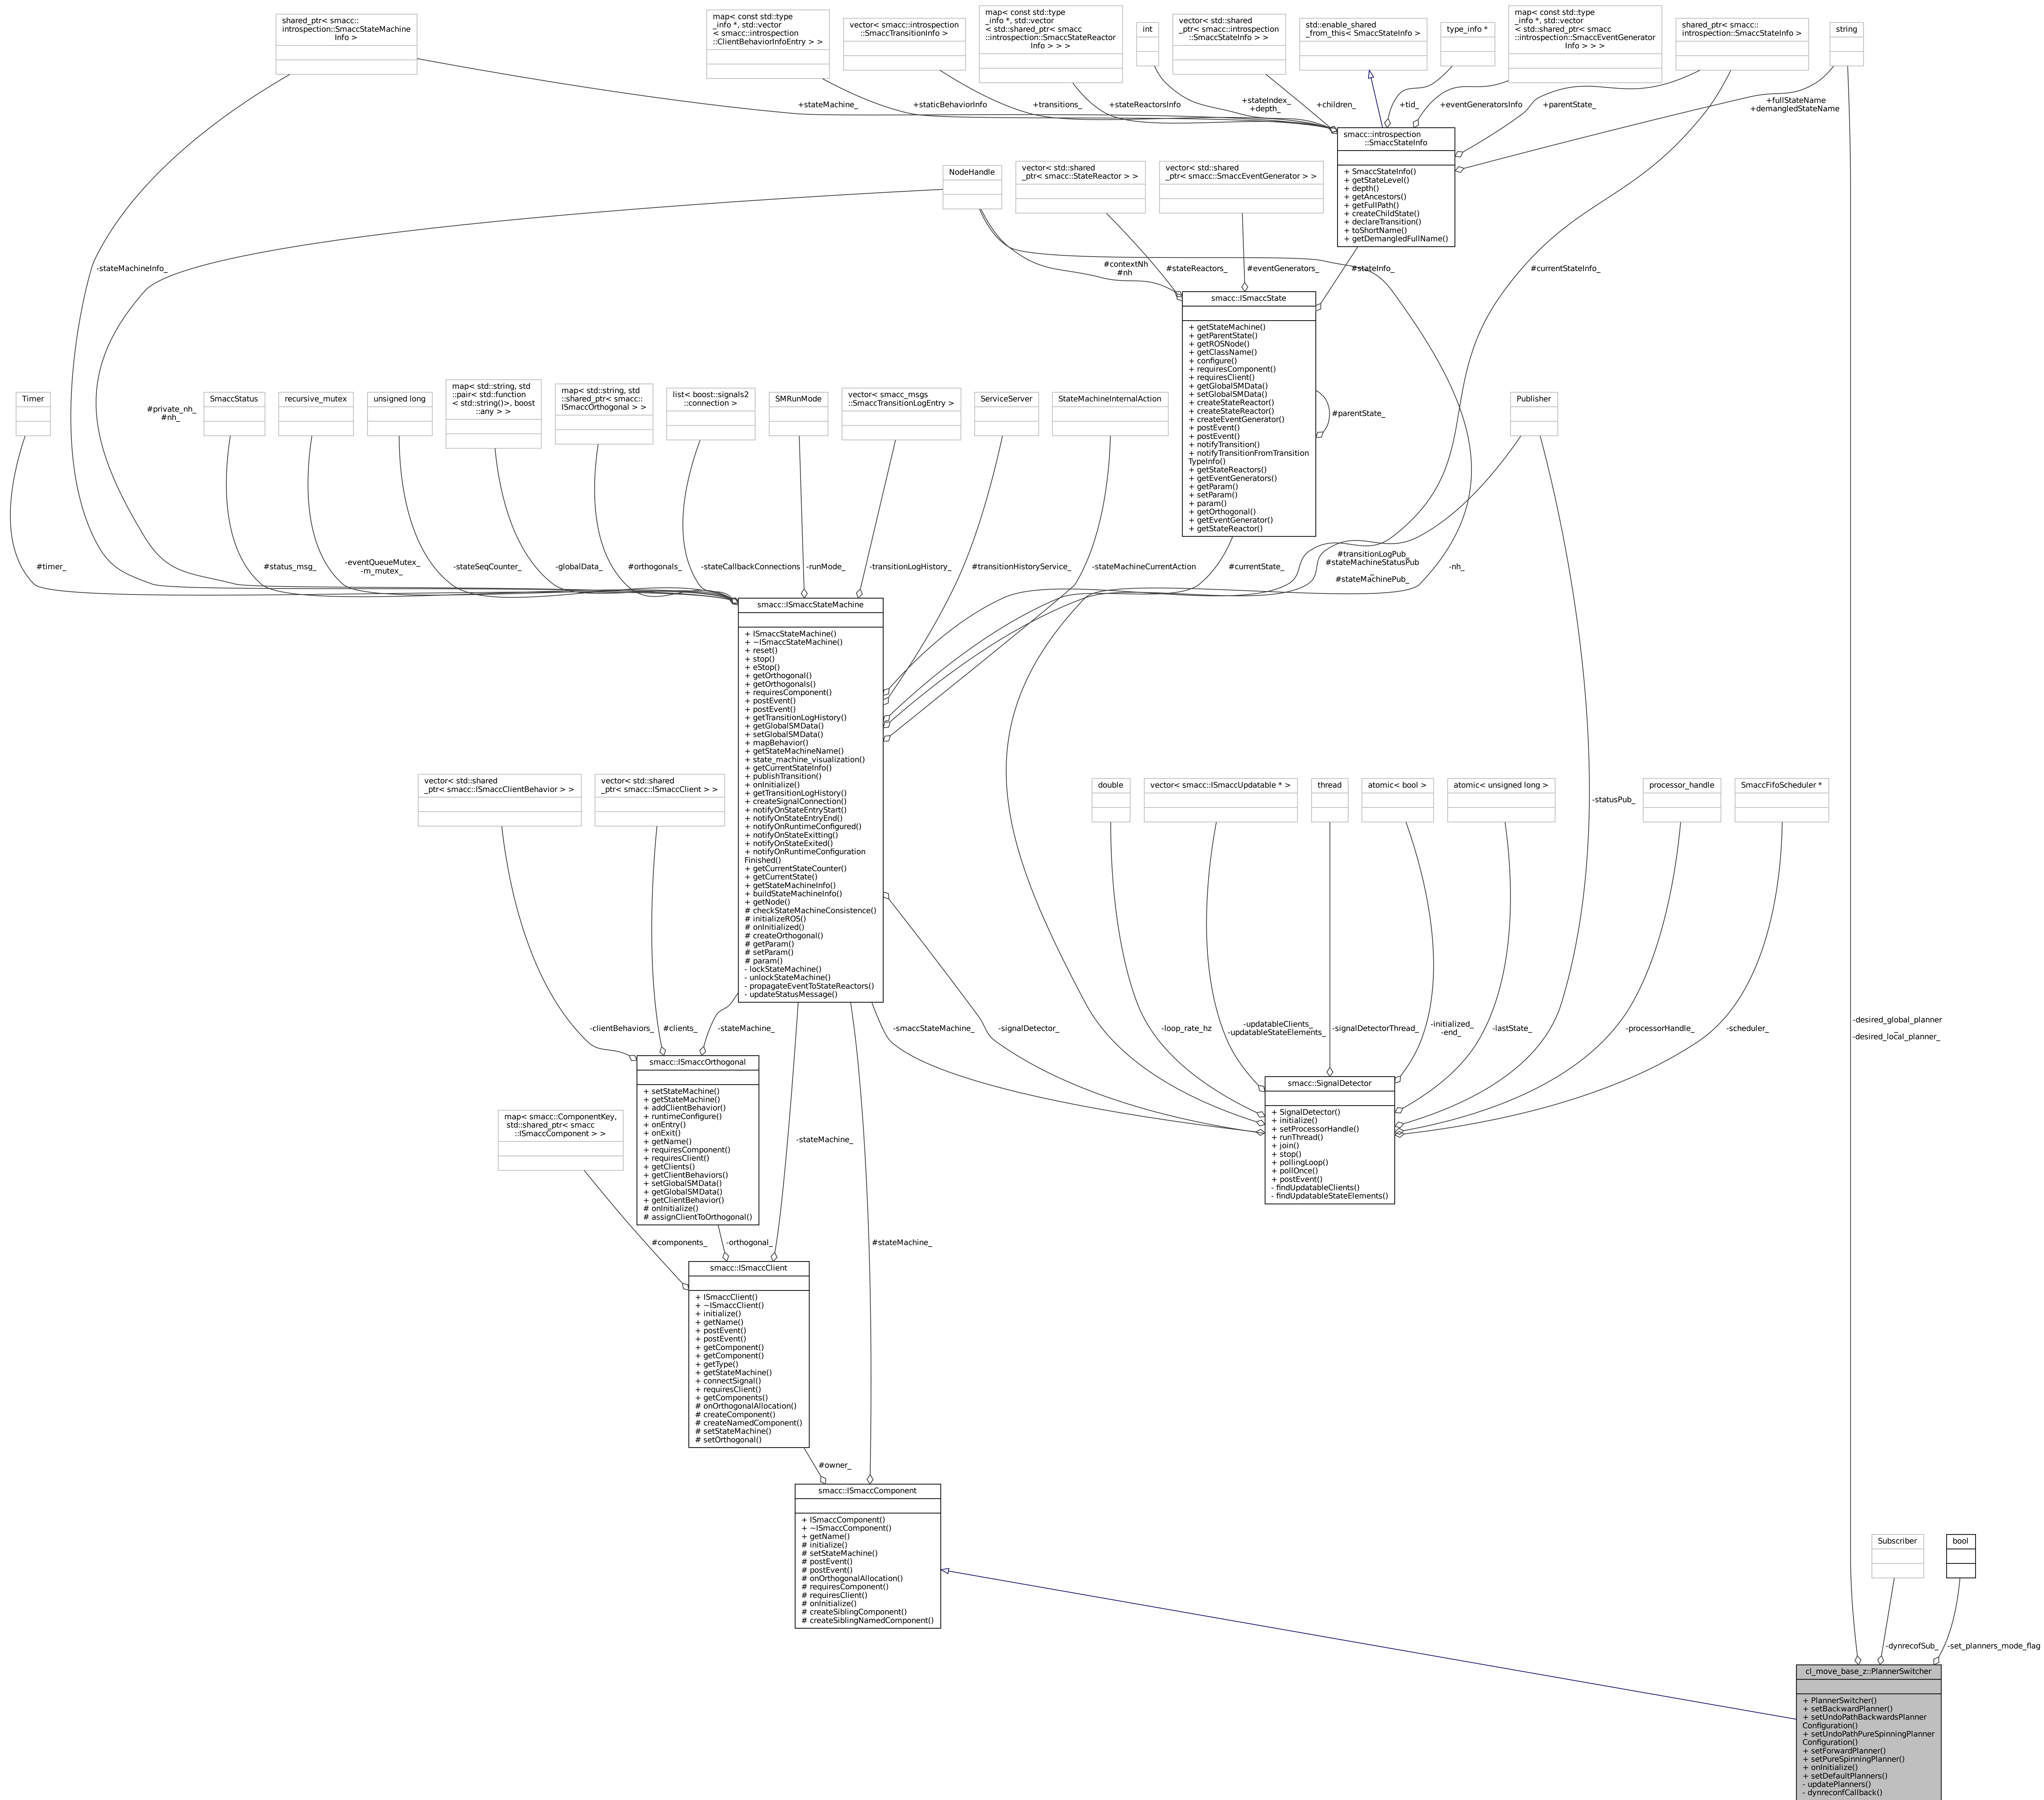 shared_ptr< smacc::
introspection::SmaccStateMachine
Info >
map< const std::type
_info *, std::vector
< smacc::introspection
::ClientBehaviorInfoEntry > >
vector< smacc::introspection
::SmaccTransitionInfo >
map< const std::type
_info *, std::vector
< std::shared_ptr< smacc
::introspection::SmaccStateReactor
Info > > >
int
vector< std::shared
_ptr< smacc::introspection
::SmaccStateInfo > >
std::enable_shared
_from_this< SmaccStateInfo >
type_info *
map< const std::type
_info *, std::vector
< std::shared_ptr< smacc
::introspection::SmaccEventGenerator
Info > > >
shared_ptr< smacc::
introspection::SmaccStateInfo >
string
+stateMachine_
+staticBehaviorInfo
+transitions_
+stateReactorsInfo
+stateIndex_
+depth_
+children_
+tid_
+eventGeneratorsInfo
+parentState_
+fullStateName
+demangledStateName
smacc::introspection
::SmaccStateInfo
+ SmaccStateInfo()
+ getStateLevel()
+ depth()
+ getAncestors()
+ getFullPath()
+ createChildState()
+ declareTransition()
+ toShortName()
+ getDemangledFullName()
NodeHandle
vector< std::shared
_ptr< smacc::StateReactor > >
vector< std::shared
_ptr< smacc::SmaccEventGenerator > >
-stateMachineInfo_
#contextNh
#nh
#stateReactors_
#eventGenerators_
#stateInfo_
#currentStateInfo_
smacc::ISmaccState
+ getStateMachine()
+ getParentState()
+ getROSNode()
+ getClassName()
+ configure()
+ requiresComponent()
+ requiresClient()
+ getGlobalSMData()
+ setGlobalSMData()
+ createStateReactor()
+ createStateReactor()
+ createEventGenerator()
+ postEvent()
+ postEvent()
+ notifyTransition()
+ notifyTransitionFromTransition
TypeInfo()
+ getStateReactors()
+ getEventGenerators()
+ getParam()
+ setParam()
+ param()
+ getOrthogonal()
+ getEventGenerator()
+ getStateReactor()
#parentState_
Timer
#private_nh_
#nh_
SmaccStatus
recursive_mutex
unsigned long
map< std::string, std
::pair< std::function
< std::string()>, boost
::any > >
map< std::string, std
::shared_ptr< smacc::
ISmaccOrthogonal > >
list< boost::signals2
::connection >
SMRunMode
vector< smacc_msgs
::SmaccTransitionLogEntry >
ServiceServer
StateMachineInternalAction
Publisher
#timer_
#status_msg_
-eventQueueMutex_
-m_mutex_
-stateSeqCounter_
-globalData_
#orthogonals_
-stateCallbackConnections
-runMode_
-transitionLogHistory_
#transitionHistoryService_
-stateMachineCurrentAction
#currentState_
#transitionLogPub_
#stateMachineStatusPub
_
#stateMachinePub_
-nh_
smacc::ISmaccStateMachine
+ ISmaccStateMachine()
+ ~ISmaccStateMachine()
+ reset()
+ stop()
+ eStop()
+ getOrthogonal()
+ getOrthogonals()
+ requiresComponent()
+ postEvent()
+ postEvent()
+ getTransitionLogHistory()
+ getGlobalSMData()
+ setGlobalSMData()
+ mapBehavior()
+ getStateMachineName()
+ state_machine_visualization()
+ getCurrentStateInfo()
+ publishTransition()
+ onInitialize()
+ getTransitionLogHistory()
+ createSignalConnection()
+ notifyOnStateEntryStart()
+ notifyOnStateEntryEnd()
+ notifyOnRuntimeConfigured()
+ notifyOnStateExitting()
+ notifyOnStateExited()
+ notifyOnRuntimeConfiguration
Finished()
+ getCurrentStateCounter()
+ getCurrentState()
+ getStateMachineInfo()
+ buildStateMachineInfo()
+ getNode()
# checkStateMachineConsistence()
# initializeROS()
# onInitialized()
# createOrthogonal()
# getParam()
# setParam()
# param()
- lockStateMachine()
- unlockStateMachine()
- propagateEventToStateReactors()
- updateStatusMessage()
vector< std::shared
_ptr< smacc::ISmaccClientBehavior > >
vector< std::shared
_ptr< smacc::ISmaccClient > >
double
vector< smacc::ISmaccUpdatable * >
thread
atomic< bool >
atomic< unsigned long >
processor_handle
SmaccFifoScheduler *
-statusPub_
-clientBehaviors_
#clients_
-stateMachine_
-smaccStateMachine_
-signalDetector_
-loop_rate_hz
-updatableClients_
-updatableStateElements_
-signalDetectorThread_
-initialized_
-end_
-lastState_
-processorHandle_
-scheduler_
-desired_global_planner
_
-desired_local_planner_
smacc::ISmaccOrthogonal
+ setStateMachine()
+ getStateMachine()
+ addClientBehavior()
+ runtimeConfigure()
+ onEntry()
+ onExit()
+ getName()
+ requiresComponent()
+ requiresClient()
+ getClients()
+ getClientBehaviors()
+ setGlobalSMData()
+ getGlobalSMData()
+ getClientBehavior()
# onInitialize()
# assignClientToOrthogonal()
smacc::SignalDetector
+ SignalDetector()
+ initialize()
+ setProcessorHandle()
+ runThread()
+ join()
+ stop()
+ pollingLoop()
+ pollOnce()
+ postEvent()
- findUpdatableClients()
- findUpdatableStateElements()
map< smacc::ComponentKey,
std::shared_ptr< smacc
::ISmaccComponent > >
-stateMachine_
#components_
-orthogonal_
#stateMachine_
smacc::ISmaccClient
+ ISmaccClient()
+ ~ISmaccClient()
+ initialize()
+ getName()
+ postEvent()
+ postEvent()
+ getComponent()
+ getComponent()
+ getType()
+ getStateMachine()
+ connectSignal()
+ requiresClient()
+ getComponents()
# onOrthogonalAllocation()
# createComponent()
# createNamedComponent()
# setStateMachine()
# setOrthogonal()
#owner_
smacc::ISmaccComponent
+ ISmaccComponent()
+ ~ISmaccComponent()
+ getName()
# initialize()
# setStateMachine()
# postEvent()
# postEvent()
# onOrthogonalAllocation()
# requiresComponent()
# requiresClient()
# onInitialize()
# createSiblingComponent()
# createSiblingNamedComponent()
Subscriber
bool
-dynrecofSub_
-set_planners_mode_flag
cl_move_base_z::PlannerSwitcher
+ PlannerSwitcher()
+ setBackwardPlanner()
+ setUndoPathBackwardsPlanner
Configuration()
+ setUndoPathPureSpinningPlanner
Configuration()
+ setForwardPlanner()
+ setPureSpinningPlanner()
+ onInitialize()
+ setDefaultPlanners()
- updatePlanners()
- dynreconfCallback()